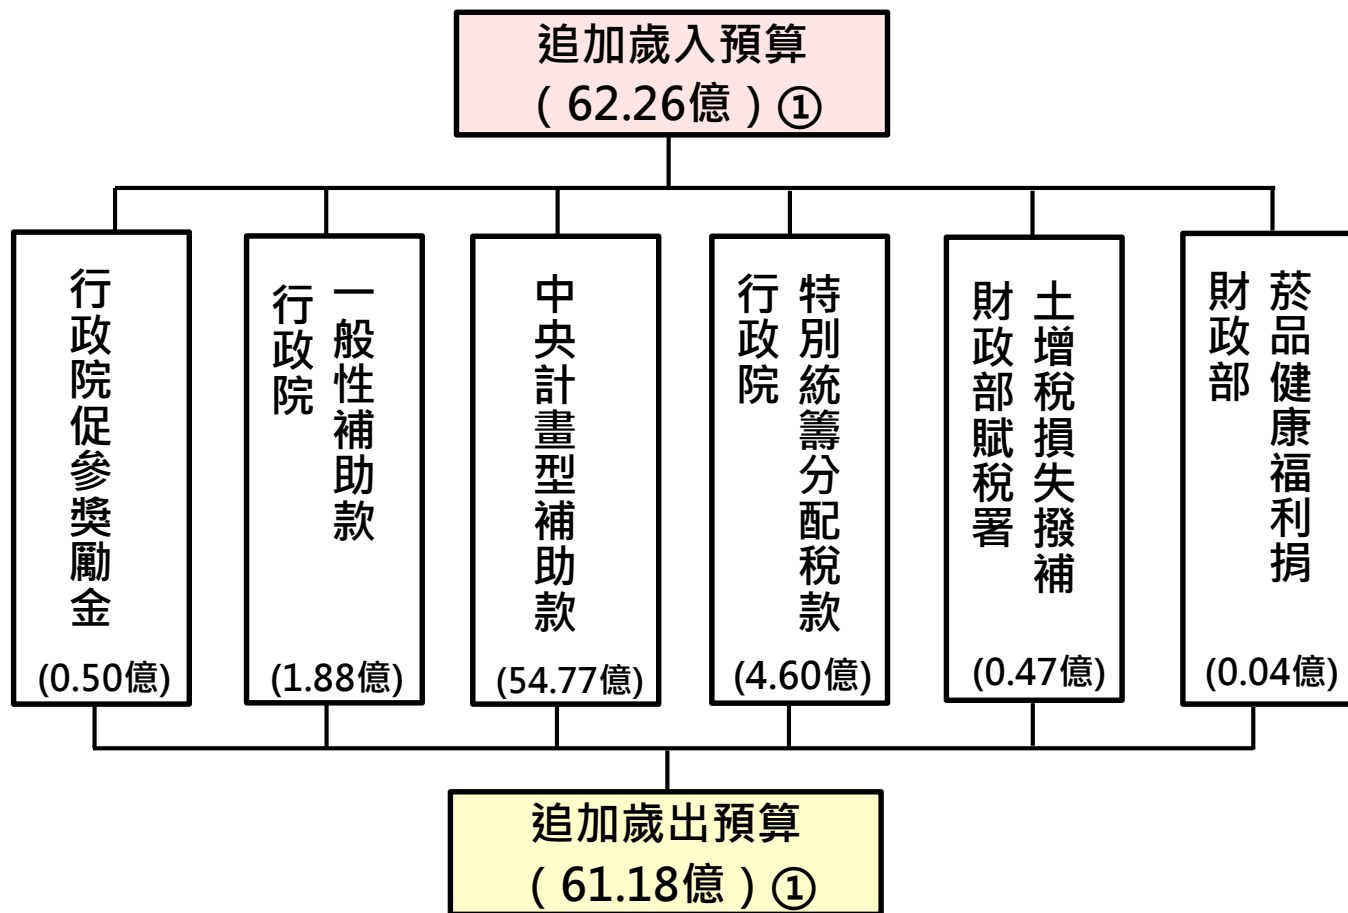 追加歲入預算
（62.26億）①
行政院促參獎勵金
(0.50億)
一般性補助款
行政院
(1.88億)
中央計畫型補助款
(54.77億)
特別統籌分配稅款
行政院
(4.60億)
土增稅損失撥補
財政部賦稅署
(0.47億)
菸品健康福利捐
財政部
(0.04億)
追加歲出預算
（61.18億）①